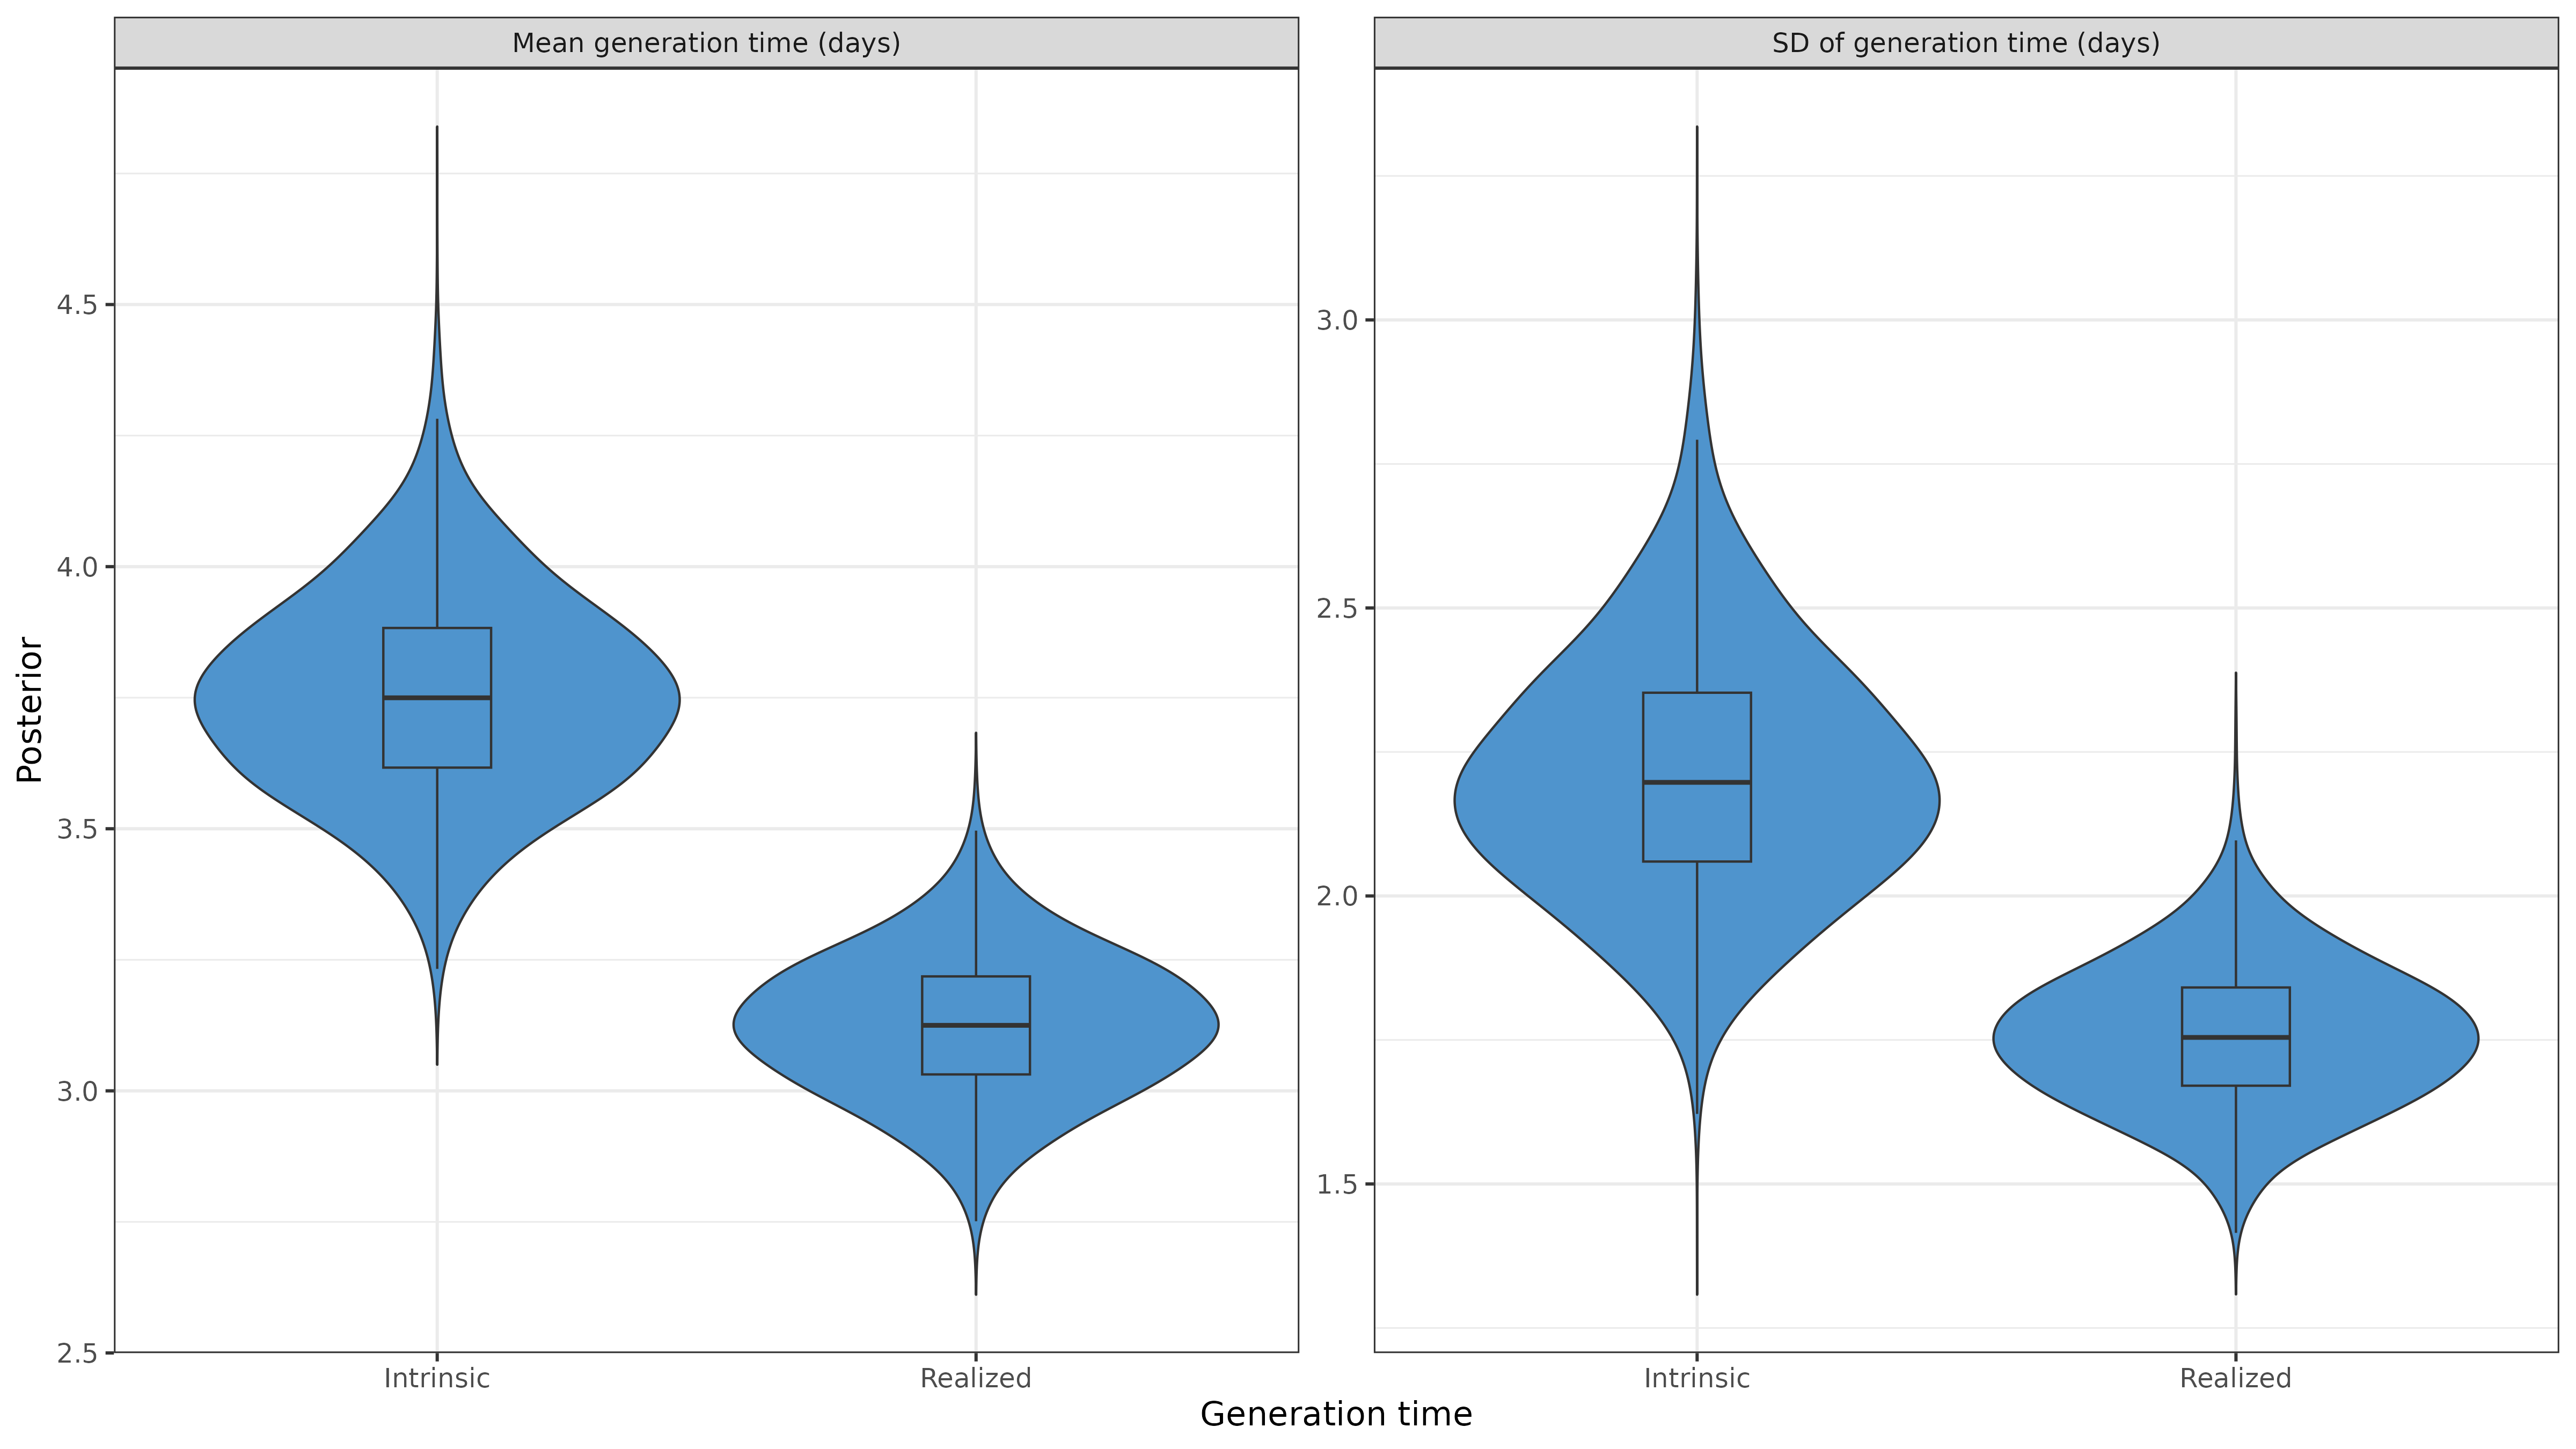 Mean generation time (days)
SD of generation time (days)
Posterior
4.5
4.0
3.5
3.0
2.5
3.0
2.5
2.0
1.5
Intrinsic
Realized
Intrinsic
Realized
Generation time